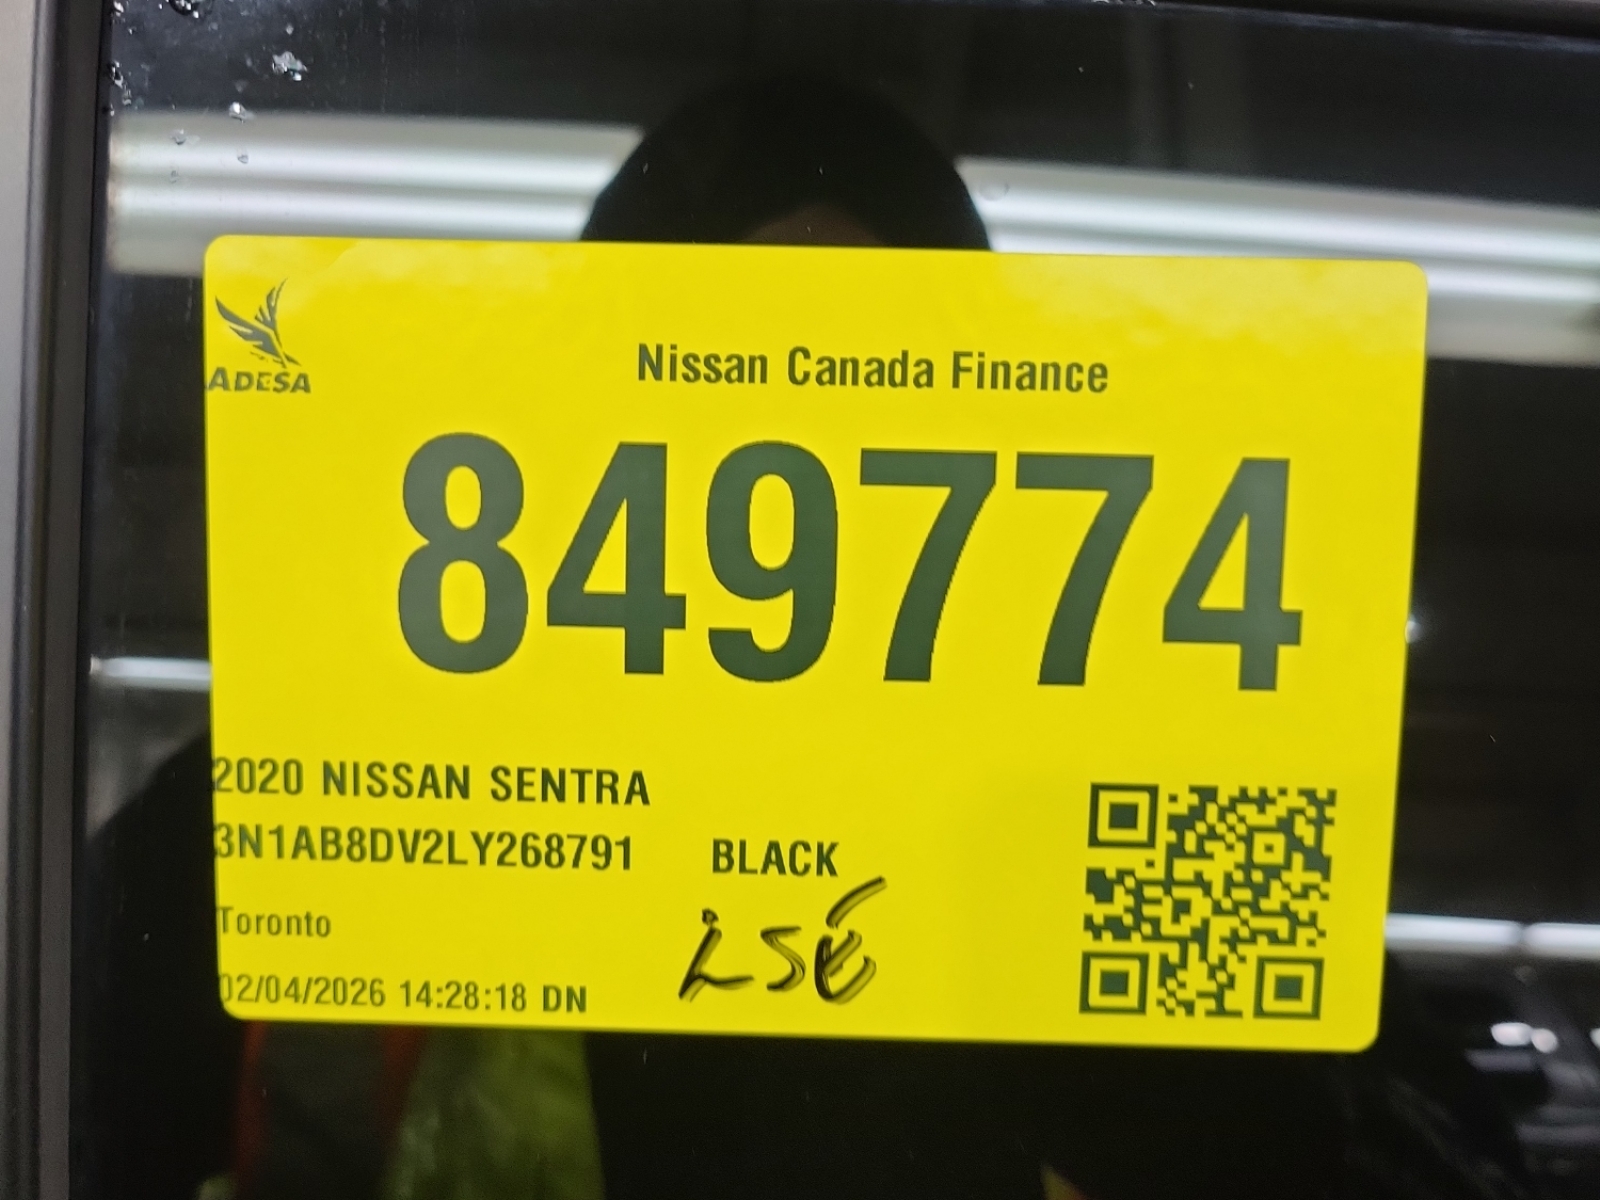 ADESA
Nissan Canada Finance
849774
2020 NISSAN SENTRA
3N1AB8DV2LY268791 BLACK
Toronto
02/04/2026 14:28:18 DN